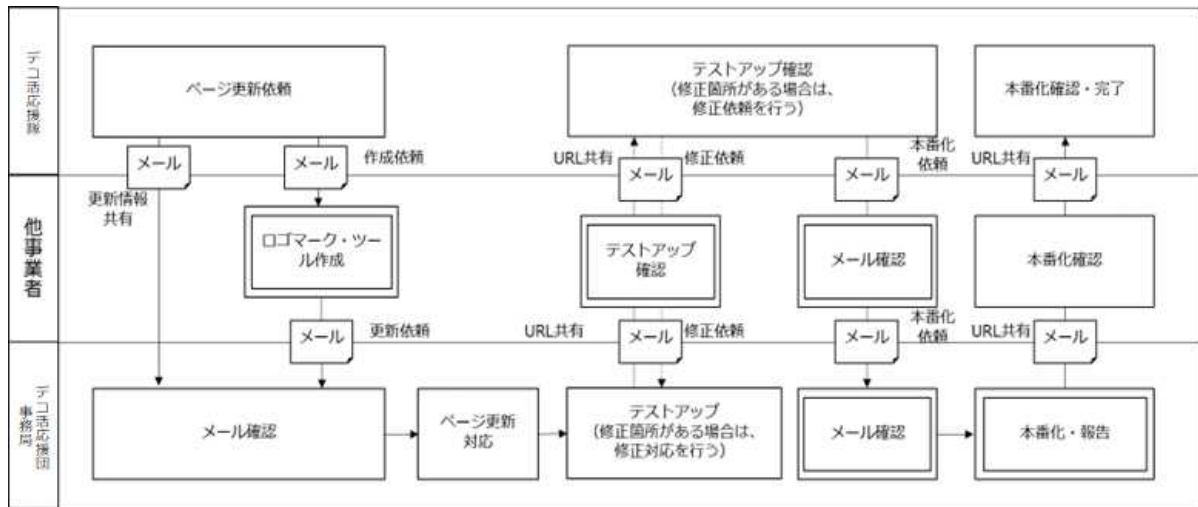 デコ活応援隊
ページ更新依頼
テストアップ確認
(修正箇所がある場合は、
修正依頼を行う)
本番化確認・完了
メール
メール
作成依頼
URL共有
メール
修正依頼
メール
本番化
依頼
URL共有
メール
更新情報
共有
他事業者
ロゴマーク・ツー
ル作成
テストアップ
確認
メール確認
本番化確認
メール
更新依頼
URL共有
メール
修正依頼
メール
本番化
依頼
URL共有
メール
デコ活応援団
事務局
メール確認
ページ更新
対応
テストアップ
(修正箇所がある場合は、
修正対応を行う)
メール確認
本番化・報告